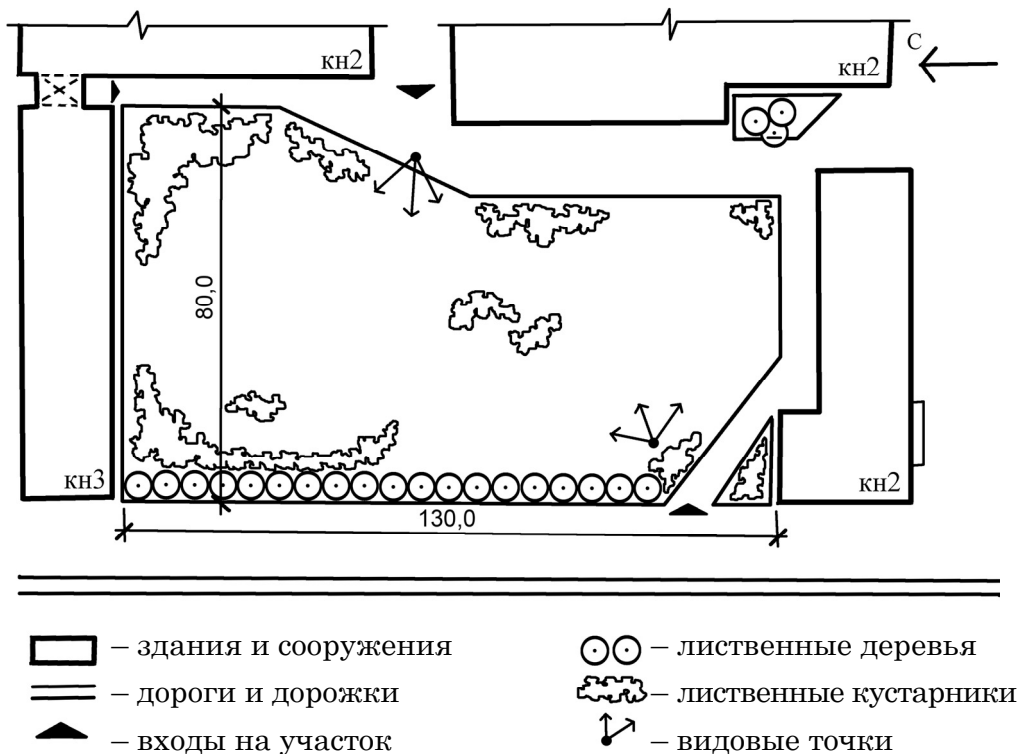 кн2
кн2
С
80,0
кн3
кн2
130,0
– здания и сооружения
– лиственные деревья
– дороги и дорожки
– лиственные кустарники
– входы на участок
– видовые точки